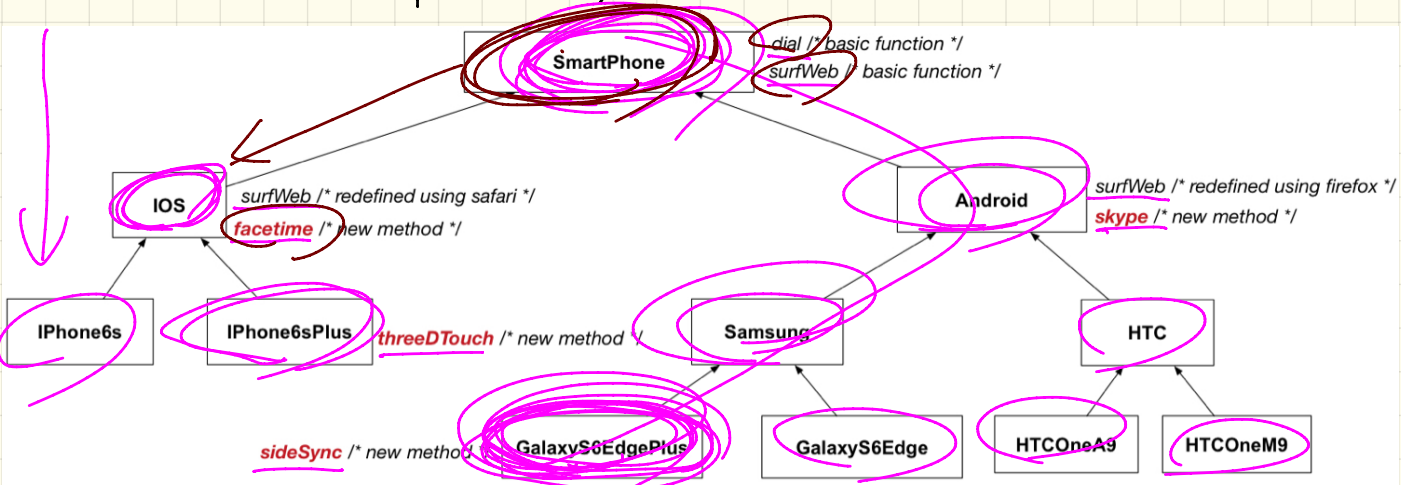 dial /* basic function */
SmartPhone
surfWeb /* basic function */
IOS
surfWeb /* redefined using safari */
facetime /* new method */
Android
surfWeb /* redefined using firefox */
skype /* new method */
IPhone6s
IPhone6sPlus
threeDTouch /* new method */
Samsung
HTC
sideSync /* new method
GalaxyS6EdgePlus
GalaxyS6Edge
HTCOneA9
HTCOneM9